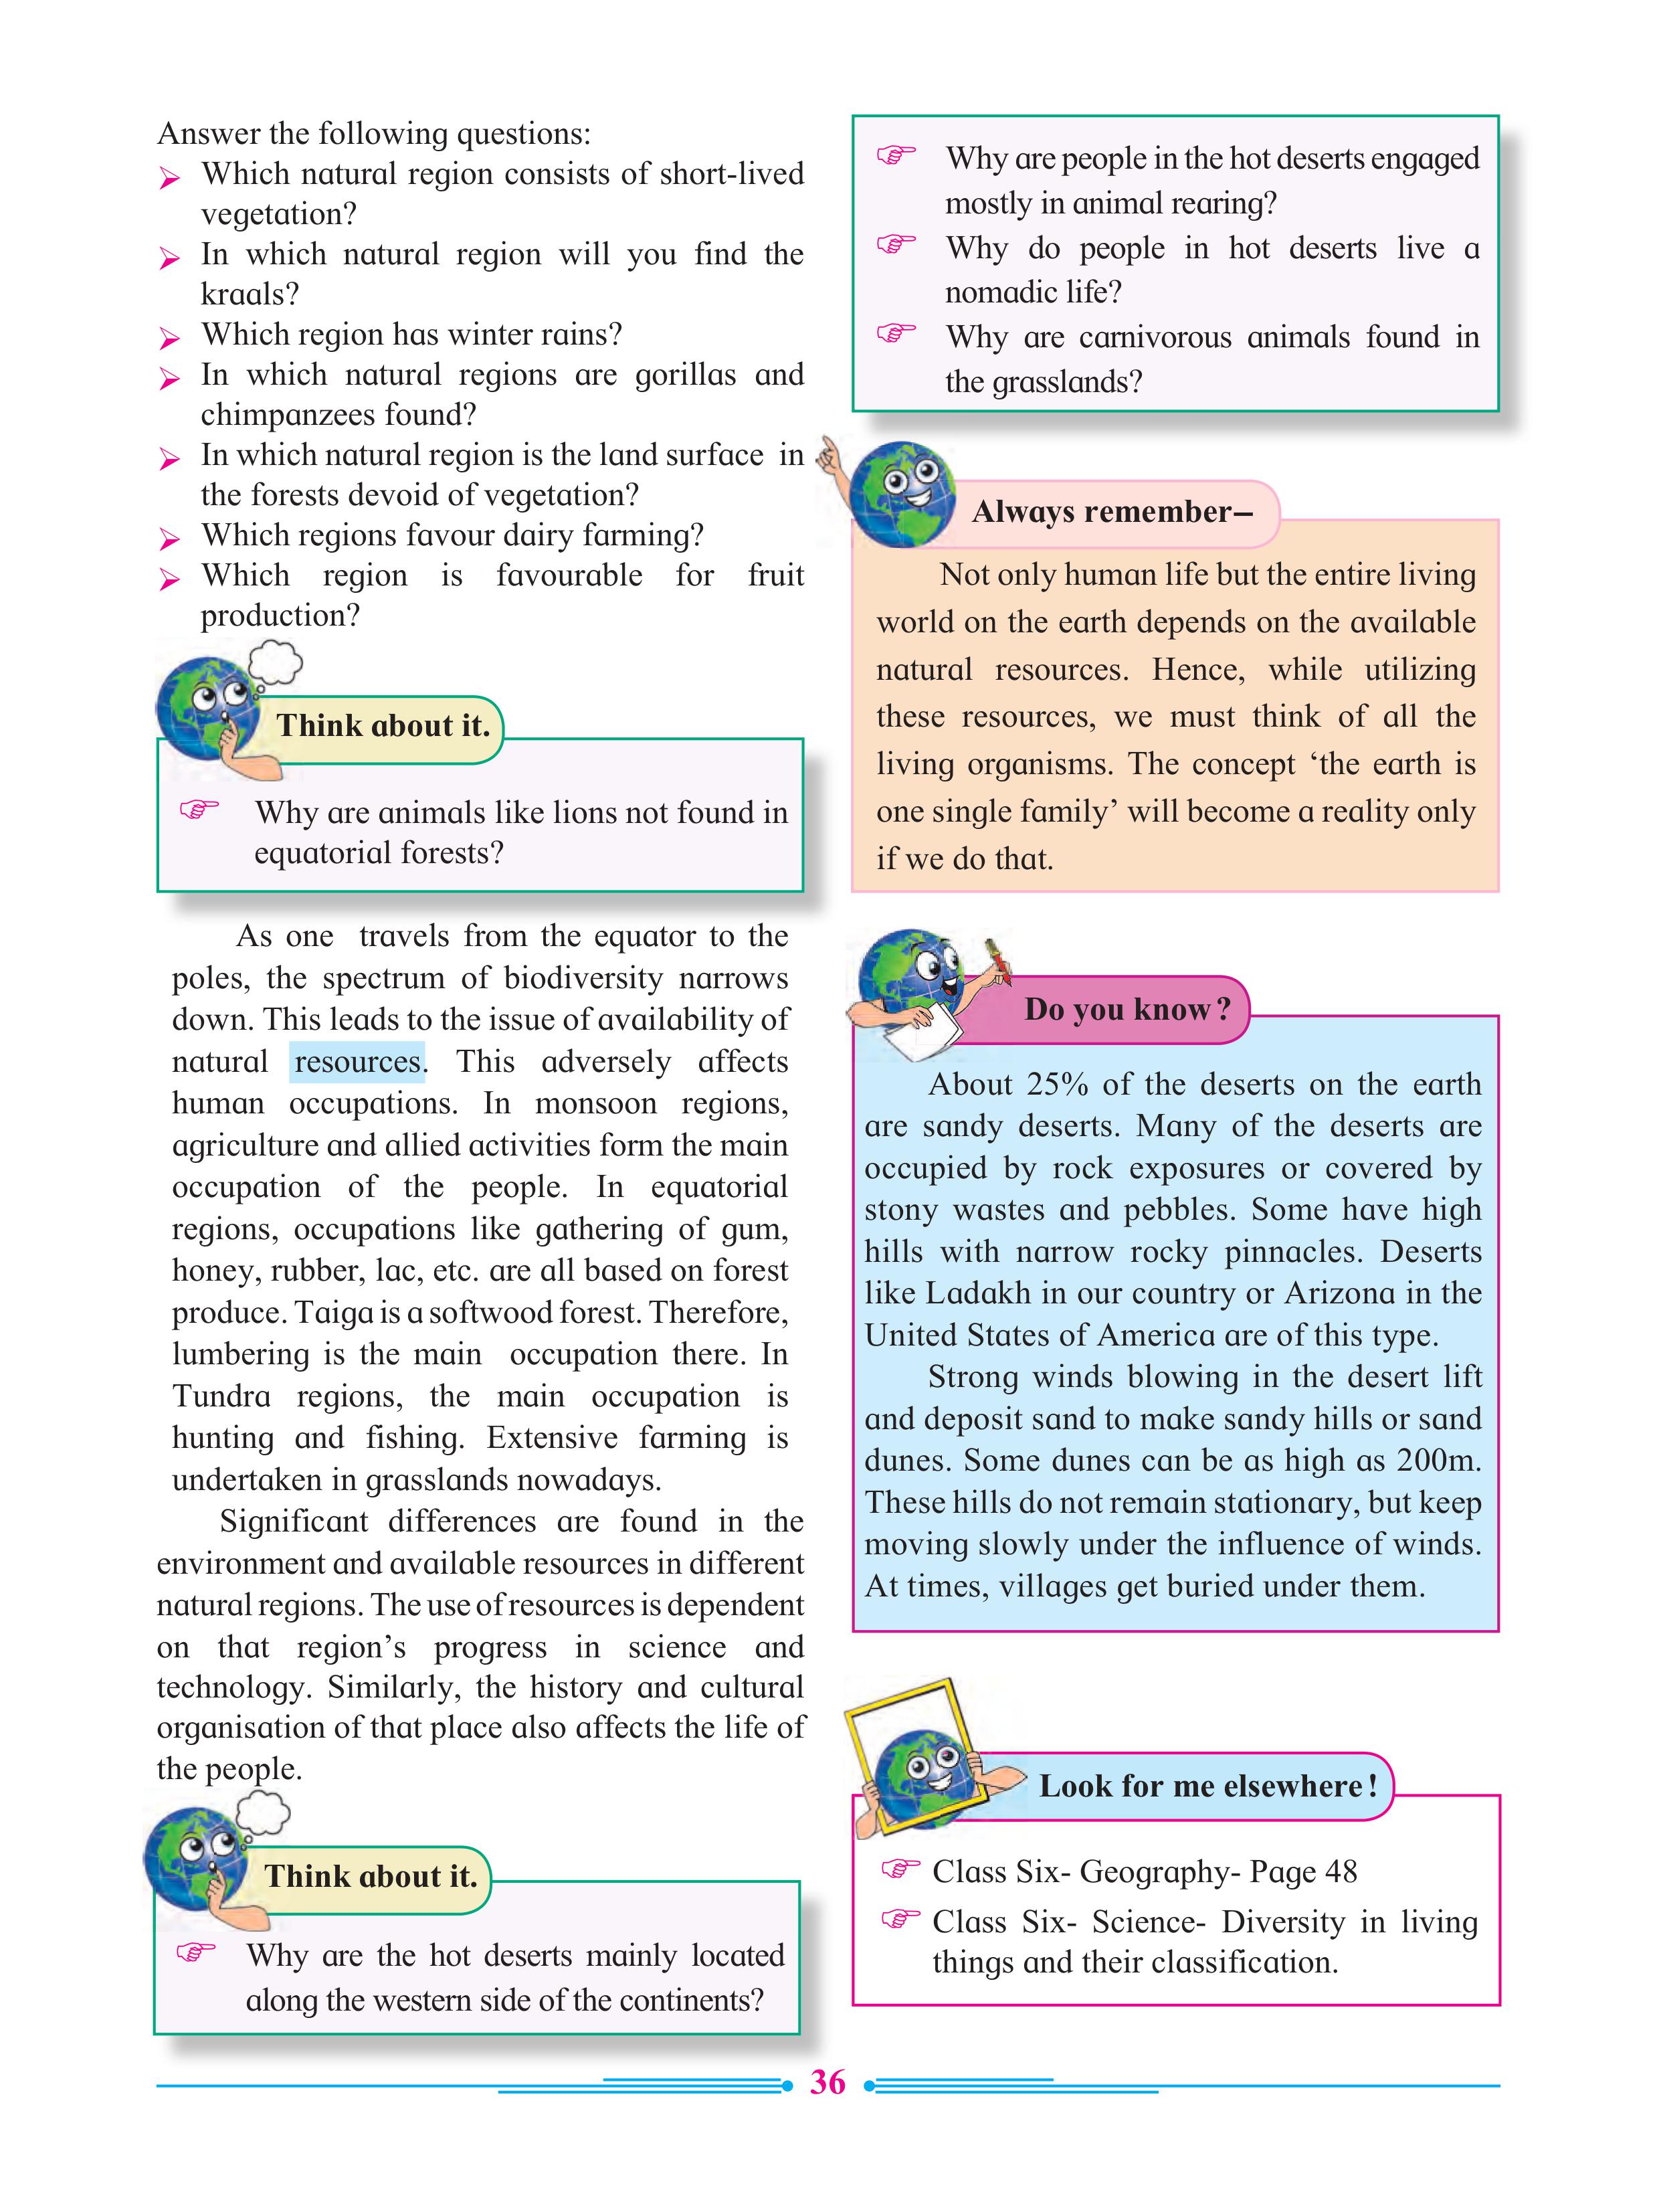 Answer the following questions:
Which natural region consists of short-lived
vegetation?
In which natural region will you find the
kraals?
Which region has winter rains?
In which natural regions are gorillas and
chimpanzees found?
In which natural region is the land surface in
the forests devoid of vegetation?
Which regions favour dairy farming?
Which region is favourable for fruit
production?
Think about it.
Why are animals like lions not found in
equatorial forests?
As one travels from the equator to the
poles, the spectrum of biodiversity narrows
down. This leads to the issue of availability of
natural resources. This adversely affects
human occupations. In monsoon regions,
agriculture and allied activities form the main
occupation of the people. In equatorial
regions, occupations like gathering of gum,
honey, rubber, lac, etc. are all based on forest
produce. Taiga is a softwood forest. Therefore,
lumbering is the main occupation there. In
Tundra regions, the main occupation is
hunting and fishing. Extensive farming is
undertaken in grasslands nowadays.
Significant differences are found in the
environment and available resources in different
natural regions. The use of resources is dependent
on that region’s progress in science and
technology. Similarly, the history and cultural
organisation of that place also affects the life of
the people.
Think about it.
Why are the hot deserts mainly located
along the western side of the continents?
Why are people in the hot deserts engaged
mostly in animal rearing?
Why do people in hot deserts live a
nomadic life?
Why are carnivorous animals found in
the grasslands?
Always remember–
Not only human life but the entire living
world on the earth depends on the available
natural resources. Hence, while utilizing
these resources, we must think of all the
living organisms. The concept ‘the earth is
one single family’ will become a reality only
if we do that.
Do you know?
About 25% of the deserts on the earth
are sandy deserts. Many of the deserts are
occupied by rock exposures or covered by
stony wastes and pebbles. Some have high
hills with narrow rocky pinnacles. Deserts
like Ladakh in our country or Arizona in the
United States of America are of this type.
Strong winds blowing in the desert lift
and deposit sand to make sandy hills or sand
dunes. Some dunes can be as high as 200m.
These hills do not remain stationary, but keep
moving slowly under the influence of winds.
At times, villages get buried under them.
Look for me elsewhere!
Class Six- Geography- Page 48
Class Six- Science- Diversity in living
things and their classification.
36